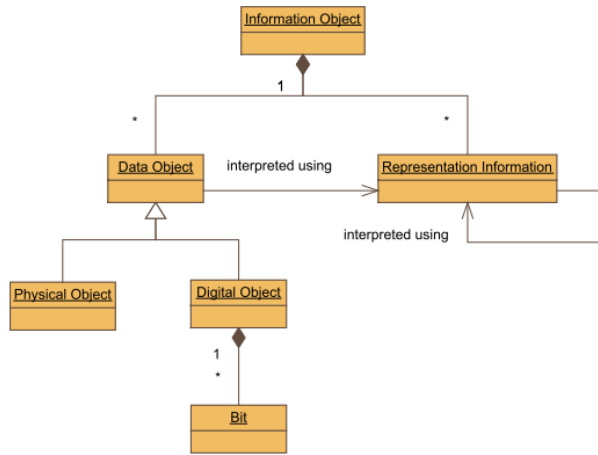 Information Object
1
*
*
Data Object
interpreted using
Representation Information
interpreted using
Physical Object
Digital Object
1
*
Bit